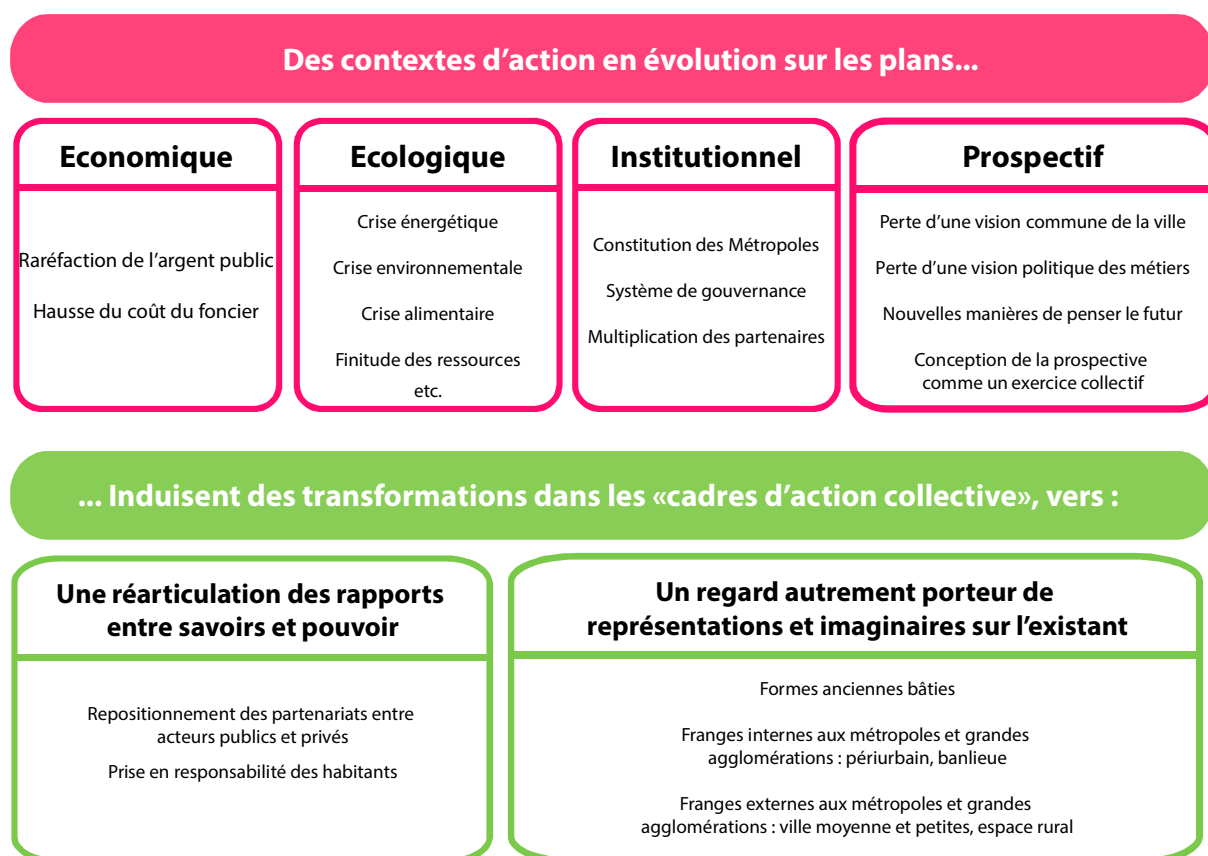 Des contextes d’action en évolution sur les plans...
Economique
Raréfaction de l’argent public
Hausse du coût du foncier
Ecologique
Crise énergétique
Crise environnementale
Crise alimentaire
Finitude des ressources
etc.
Institutionnel
Constitution des Métropoles
Système de gouvernance
Multiplication des partenaires
Prospectif
Perte d’une vision commune de la ville
Perte d’une vision politique des métiers
Nouvelles manières de penser le futur
Conception de la prospective
comme un exercice collectif
... Induisent des transformations dans les «cadres d’action collective», vers :
Une réarticulation des rapports
entre savoirs et pouvoir
Repositionnement des partenariats entre
acteurs publics et privés
Prise en responsabilité des habitants
Un regard autrement porteur de
représentations et imaginaires sur l’existant
Formes anciennes bâties
Franges internes aux métropoles et grandes
agglomérations : périurbain, banlieue
Franges externes aux métropoles et grandes
agglomérations : ville moyenne et petites, espace rural